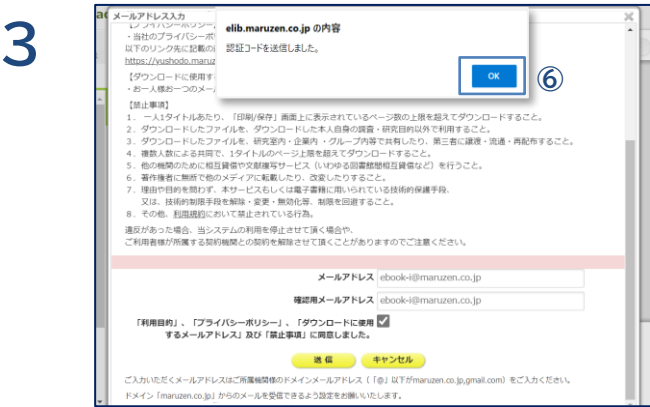 3
メールアドレス入力
elib.maruzen.co.jp の内容
認証コードを送信しました。
OK
⑥
・当社のプライバシーポ
以下のリンク先に記載の
https://yushodo.maruz
【ダウンロードに使用す
・お一人様お一つのメー
【禁止事項】
1. 一人1タイトルあたり、「印刷/保存」画面上に表示されているページ数の上限を超えてダウンロードすること。
2. ダウンロードしたファイルを、ダウンロードした本人自身の調査・研究目的以外で利用すること。
3. ダウンロードしたファイルを、研究室内・企業内・グループ内等で共有したり、第三者に譲渡・流通・再配布すること。
4. 複数人数による共同で、1タイトルのページ上限を超えてダウンロードすること。
5. 他の機関のために相互貸借や文献複写サービス（いわゆる図書館間相互貸借など）を行うこと。
6. 著作権者に無断で他のメディアに転載したり、改変したりすること。
7. 理由や目的を問わず、本サービスもしくは電子書籍に用いられている技術的保護手段、
又は、技術的制限手段を解除・変更・無効化等、制限を回避すること。
8. その他、利用規約において禁止されている行為。
違反があった場合、当システムの利用を停止させて頂く場合や、
ご利用者様が所属する契約機関との契約を解除させて頂くことがありますのでご注意ください。
メールアドレス ebook-i@maruzen.co.jp
確認用メールアドレス ebook-i@maruzen.co.jp
「利用目的」、「プライバシーポリシー」、「ダウンロードに使用
するメールアドレス」及び「禁止事項」に同意しました。
送信 キャンセル
ご入力いただくメールアドレスはご所属機関様のドメインメールアドレス（「@」以下がmaruzen.co.jp,gmail.com）をご入力ください。
ドメイン「maruzen.co.jp」からのメールを受信できるよう設定をお願いいたします。